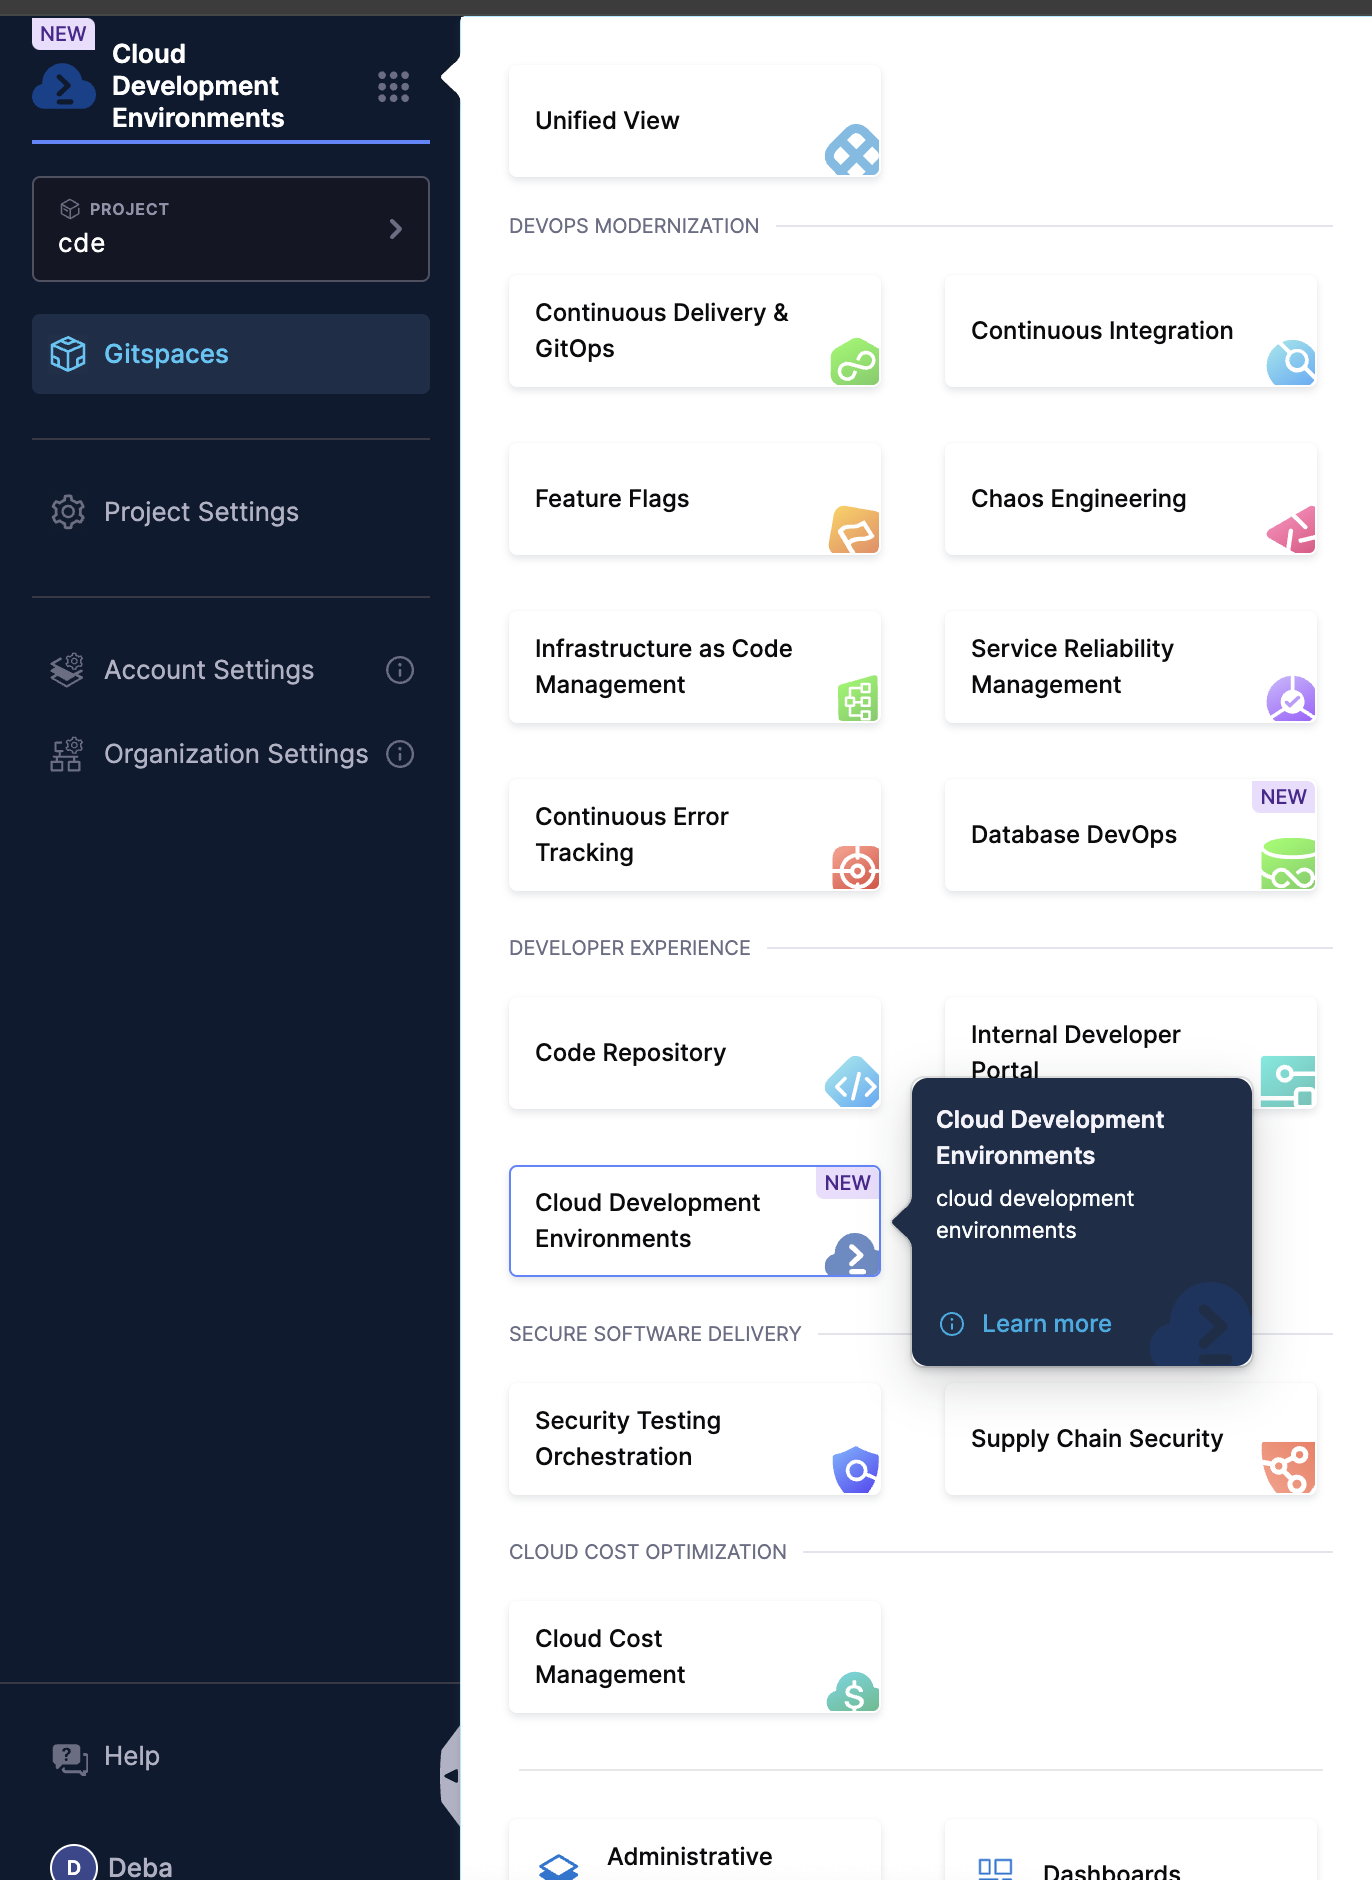 NEW
Cloud
Development
Environments
PROJECT
cde
Gitspaces
Project Settings
Account Settings
Organization Settings
Help
D
Deba
Unified View
DEVOPS MODERNIZATION
Continuous Delivery &
GitOps
Continuous Integration
Feature Flags
Chaos Engineering
Infrastructure as Code
Management
Service Reliability
Management
Continuous Error
Tracking
NEW
Database DevOps
DEVELOPER EXPERIENCE
Code Repository
Internal Developer
Portal
NEW
Cloud Development
Environments
Cloud Development
Environments
cloud development
environments
Learn more
SECURE SOFTWARE DELIVERY
Security Testing
Orchestration
Supply Chain Security
CLOUD COST OPTIMIZATION
Cloud Cost
Management
Administrative
Dashboards